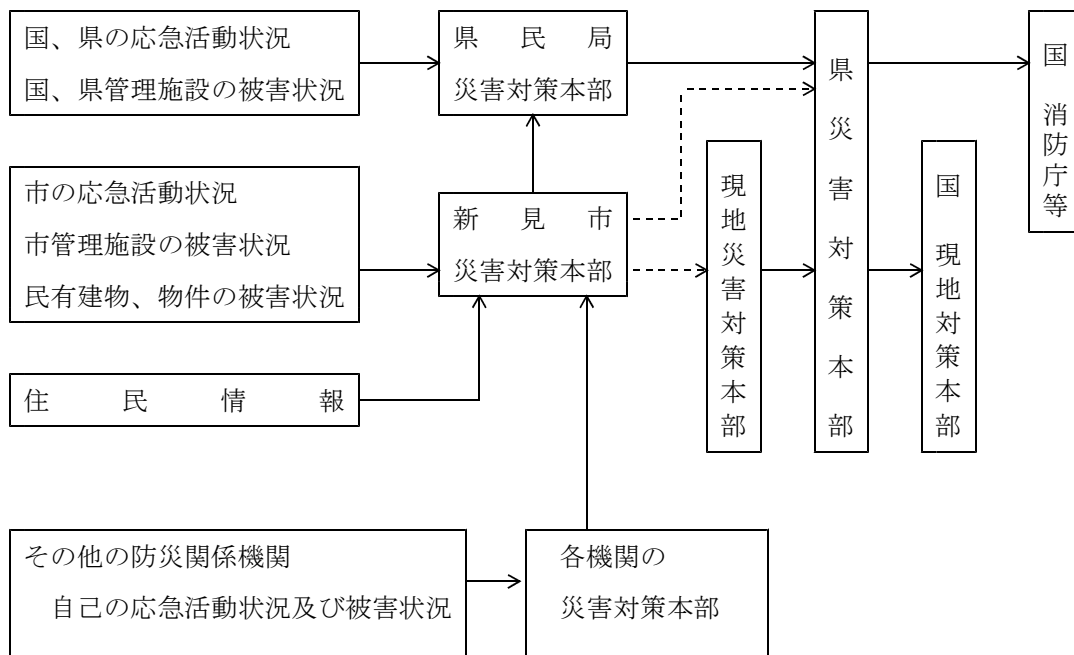 国、県の応急活動状況
国、県管理施設の被害状況
県民局
災害対策本部
県災害対策本部
国 消防庁等
市の応急活動状況
市管理施設の被害状況
民有建物、物件の被害状況
新見市
災害対策本部
現地災害対策本部
国 現地対策本部
住民情報
その他の防災関係機関
自己の応急活動状況及び被害状況
各機関の
災害対策本部